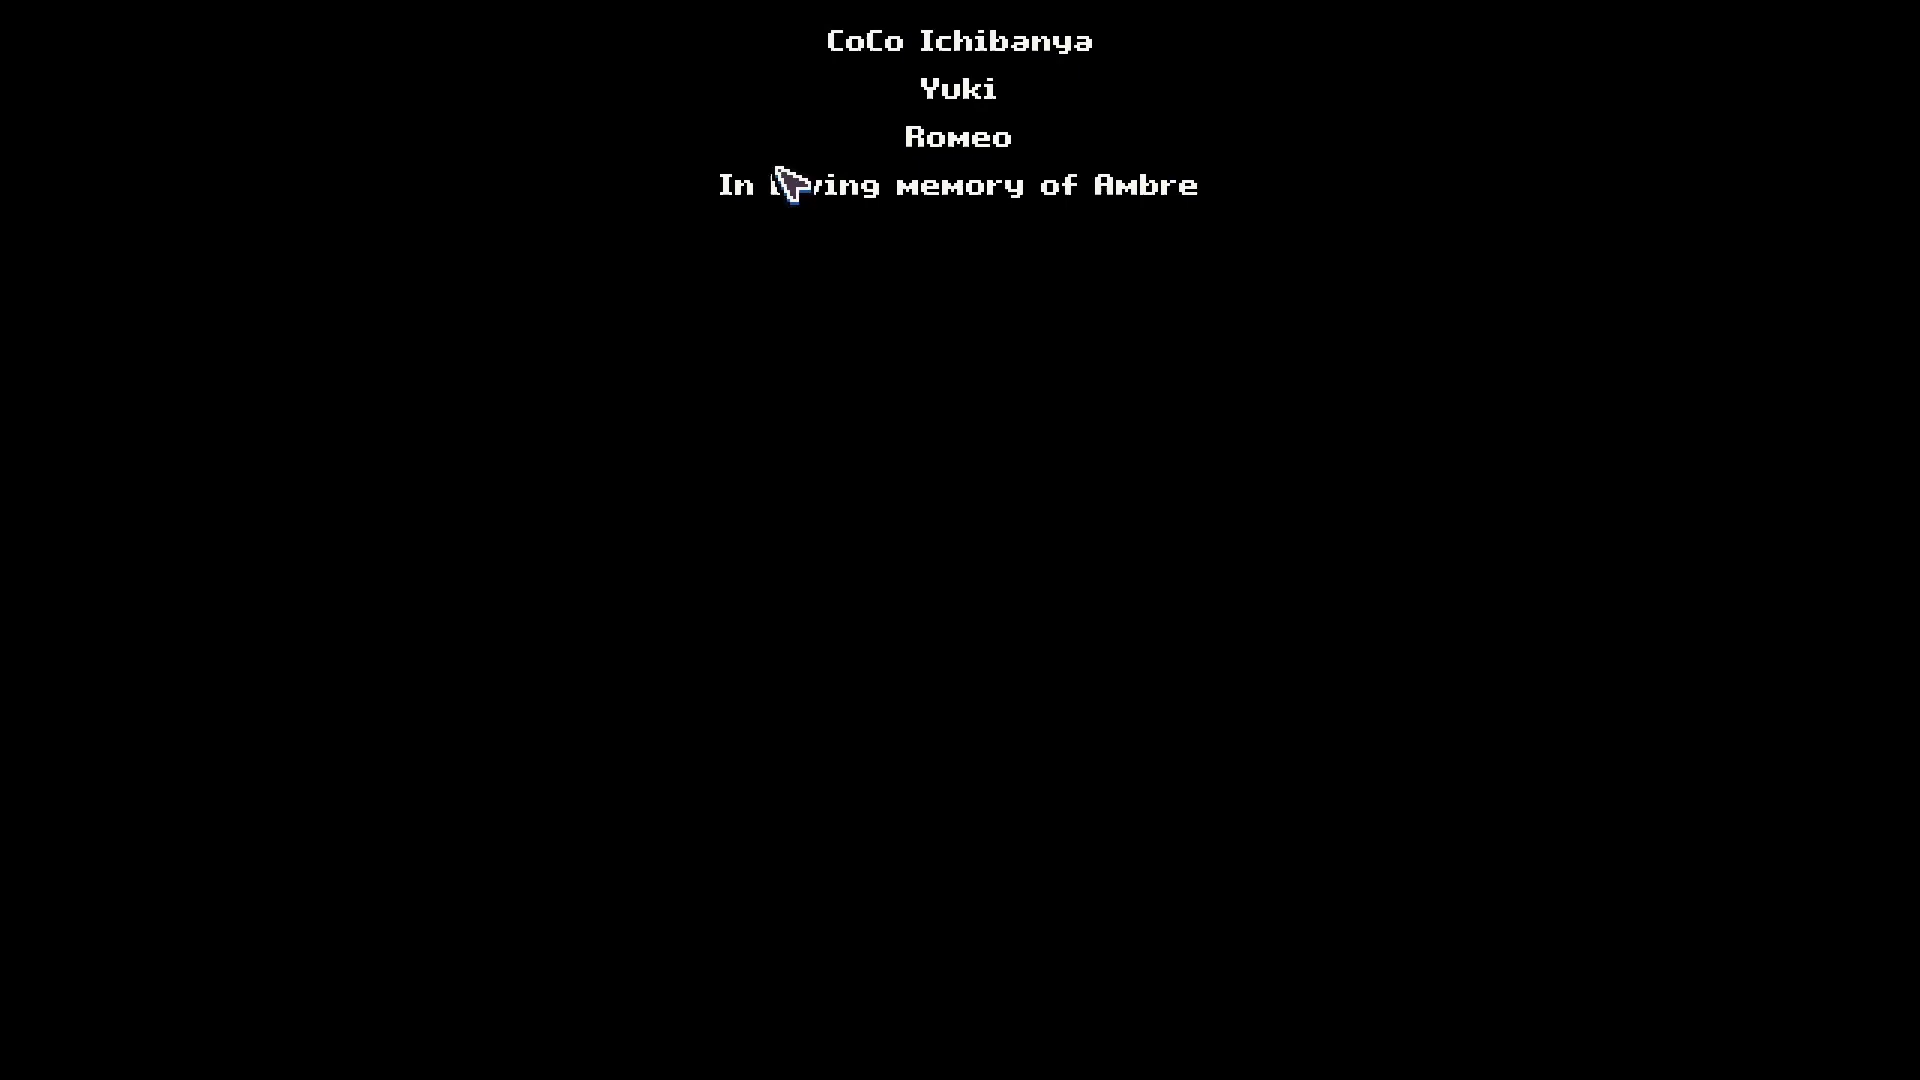 CoCo Ichibanya
Yuki
Romeo
In memory of Ambre